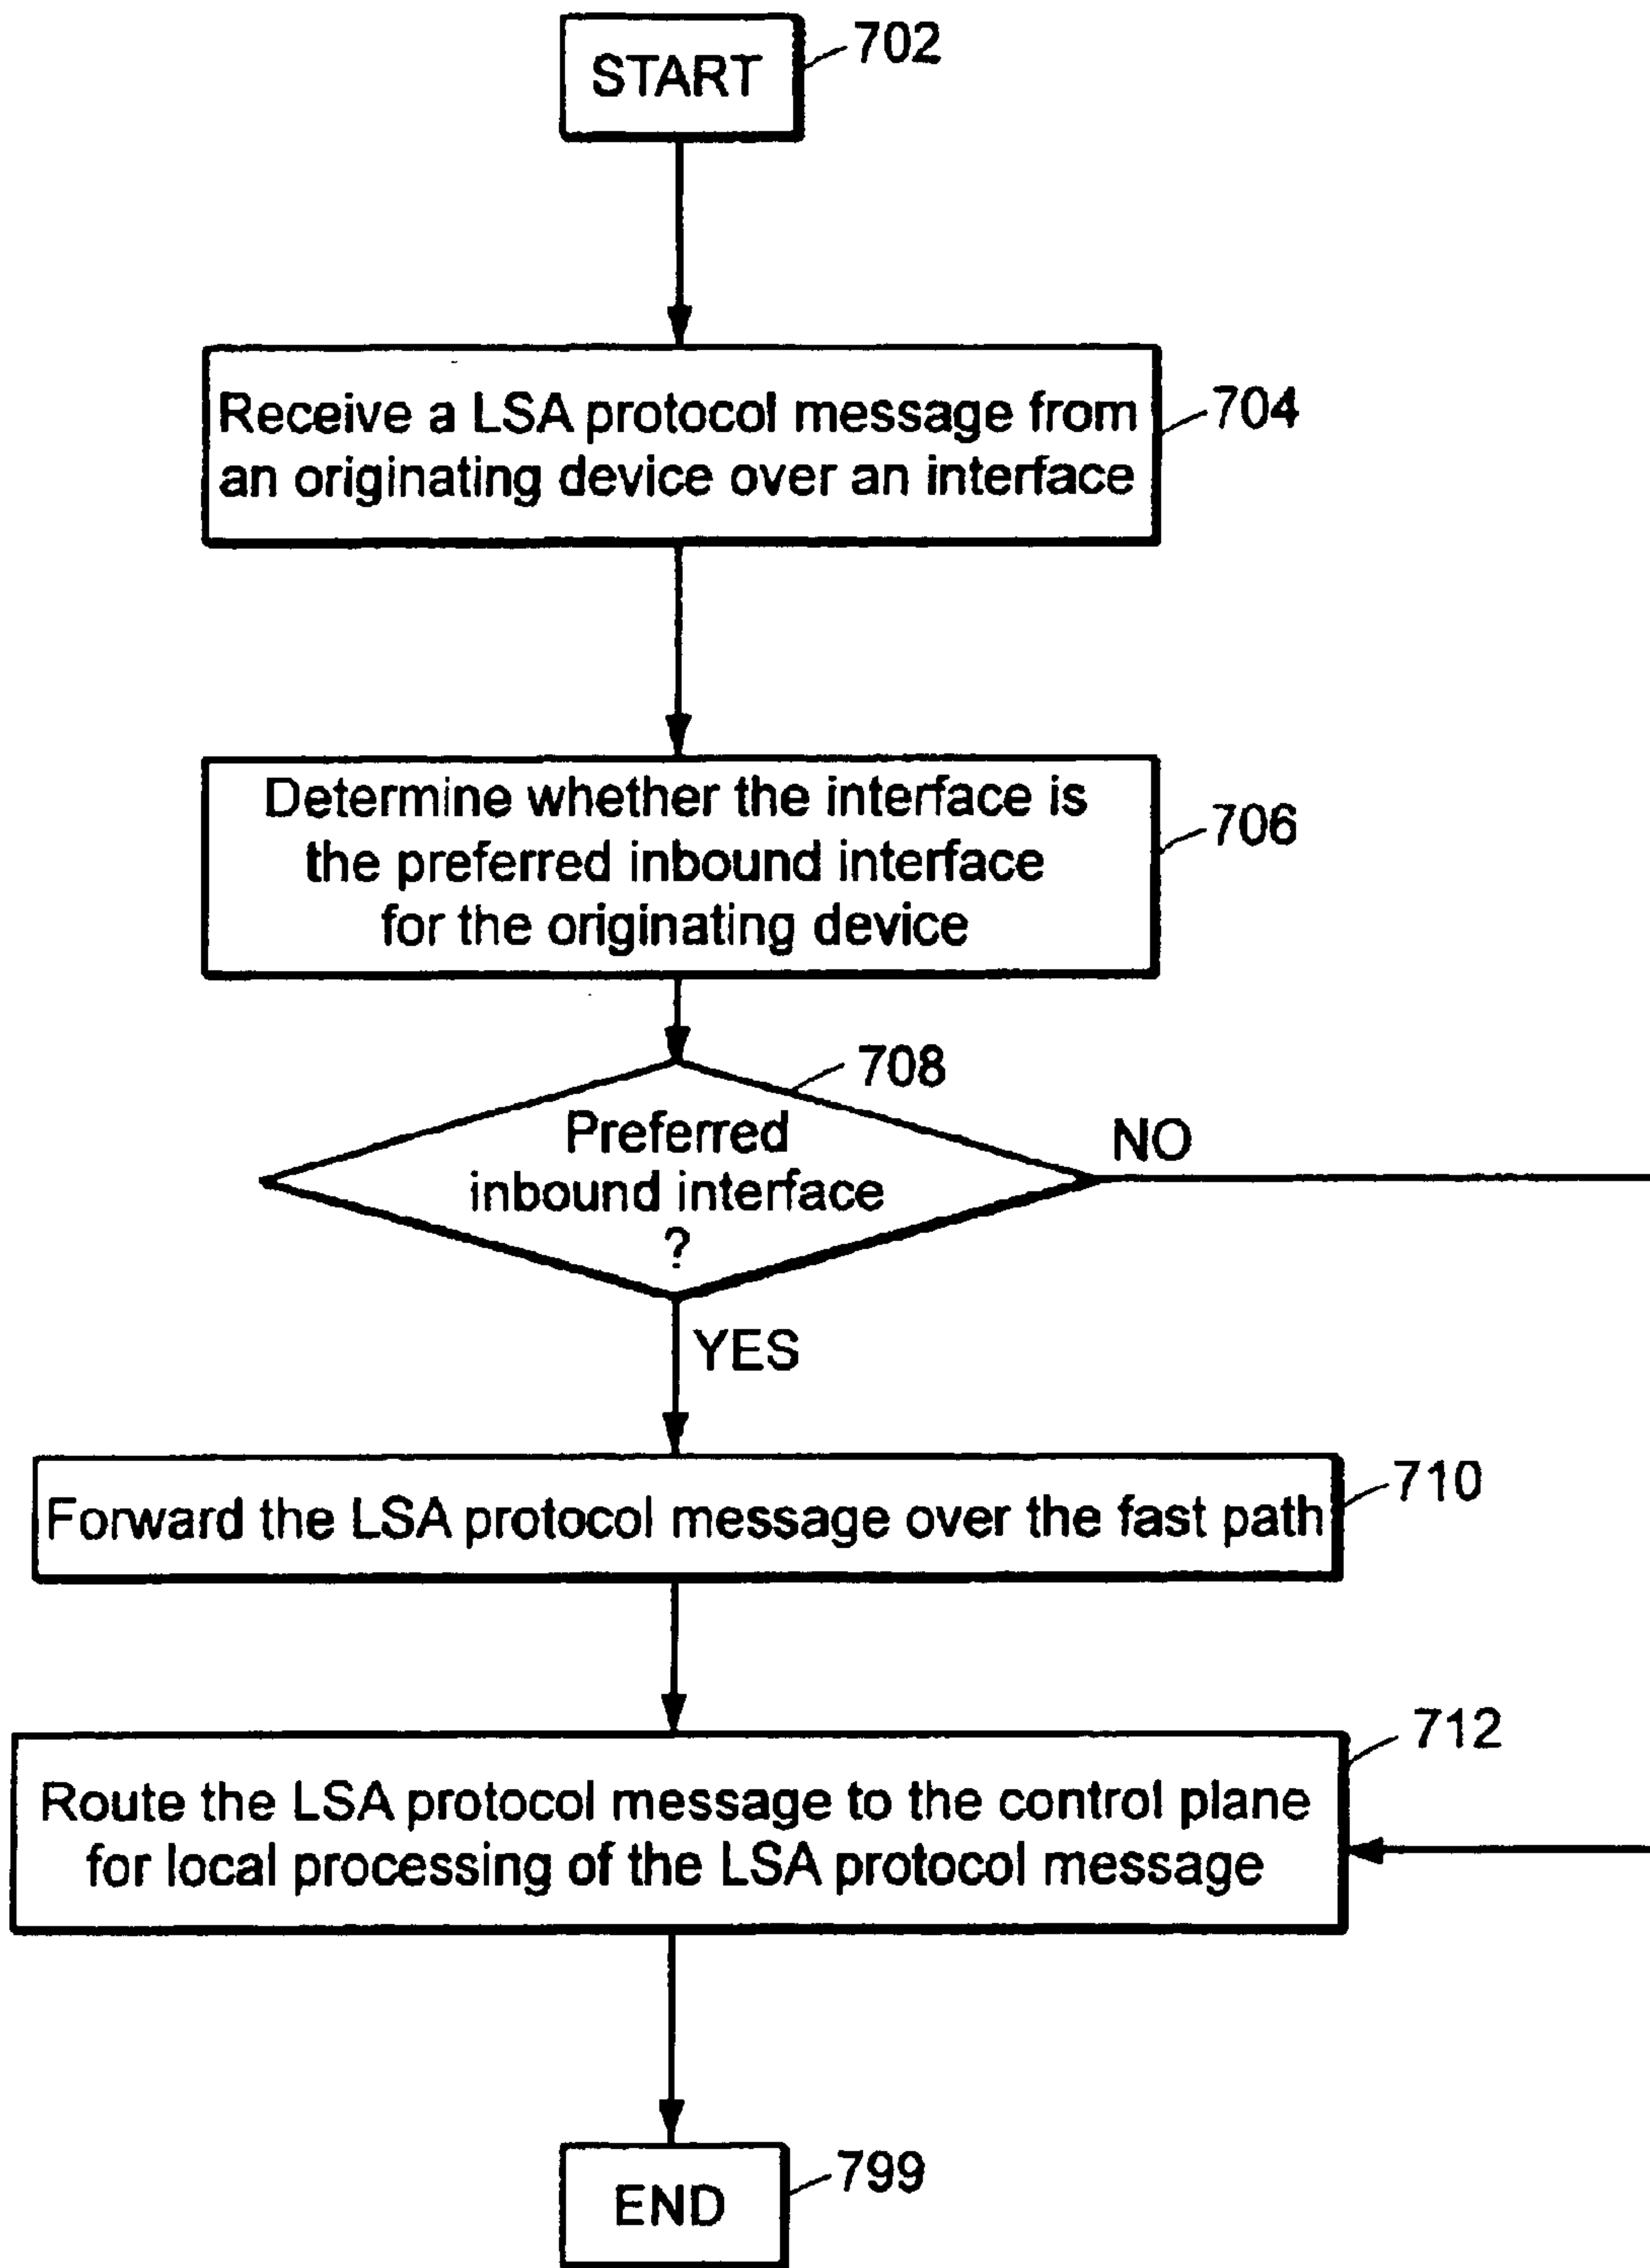 START
702
Receive a LSA protocol message from
an originating device over an interface
704
Determine whether the interface is
the preferred inbound interface
for the originating device
706
708
Preferred
inbound interface
?
NO
YES
Forward the LSA protocol message over the fast path
710
712
Route the LSA protocol message to the control plane
for local processing of the LSA protocol message
END
799